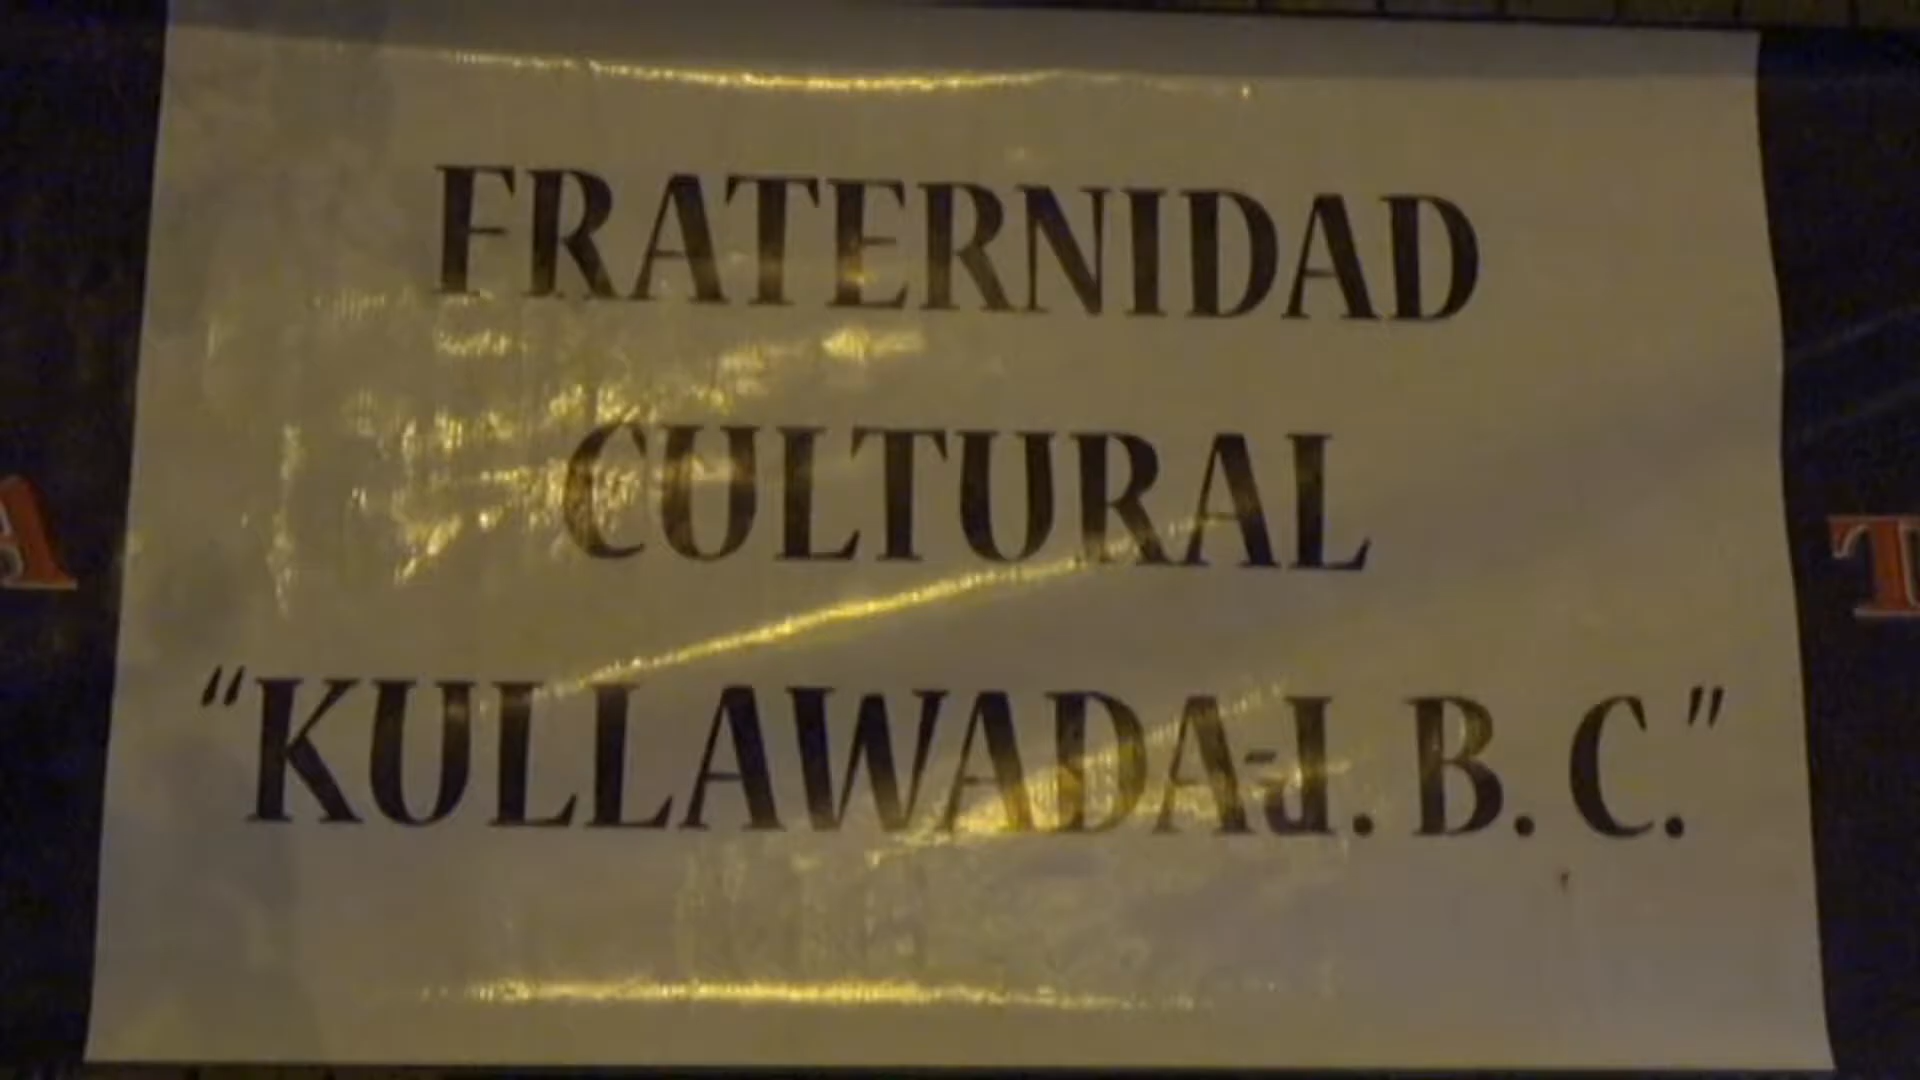 FRATERNIDAD
CULTURAL
"KULLAWADA-J. B. C."
A
T